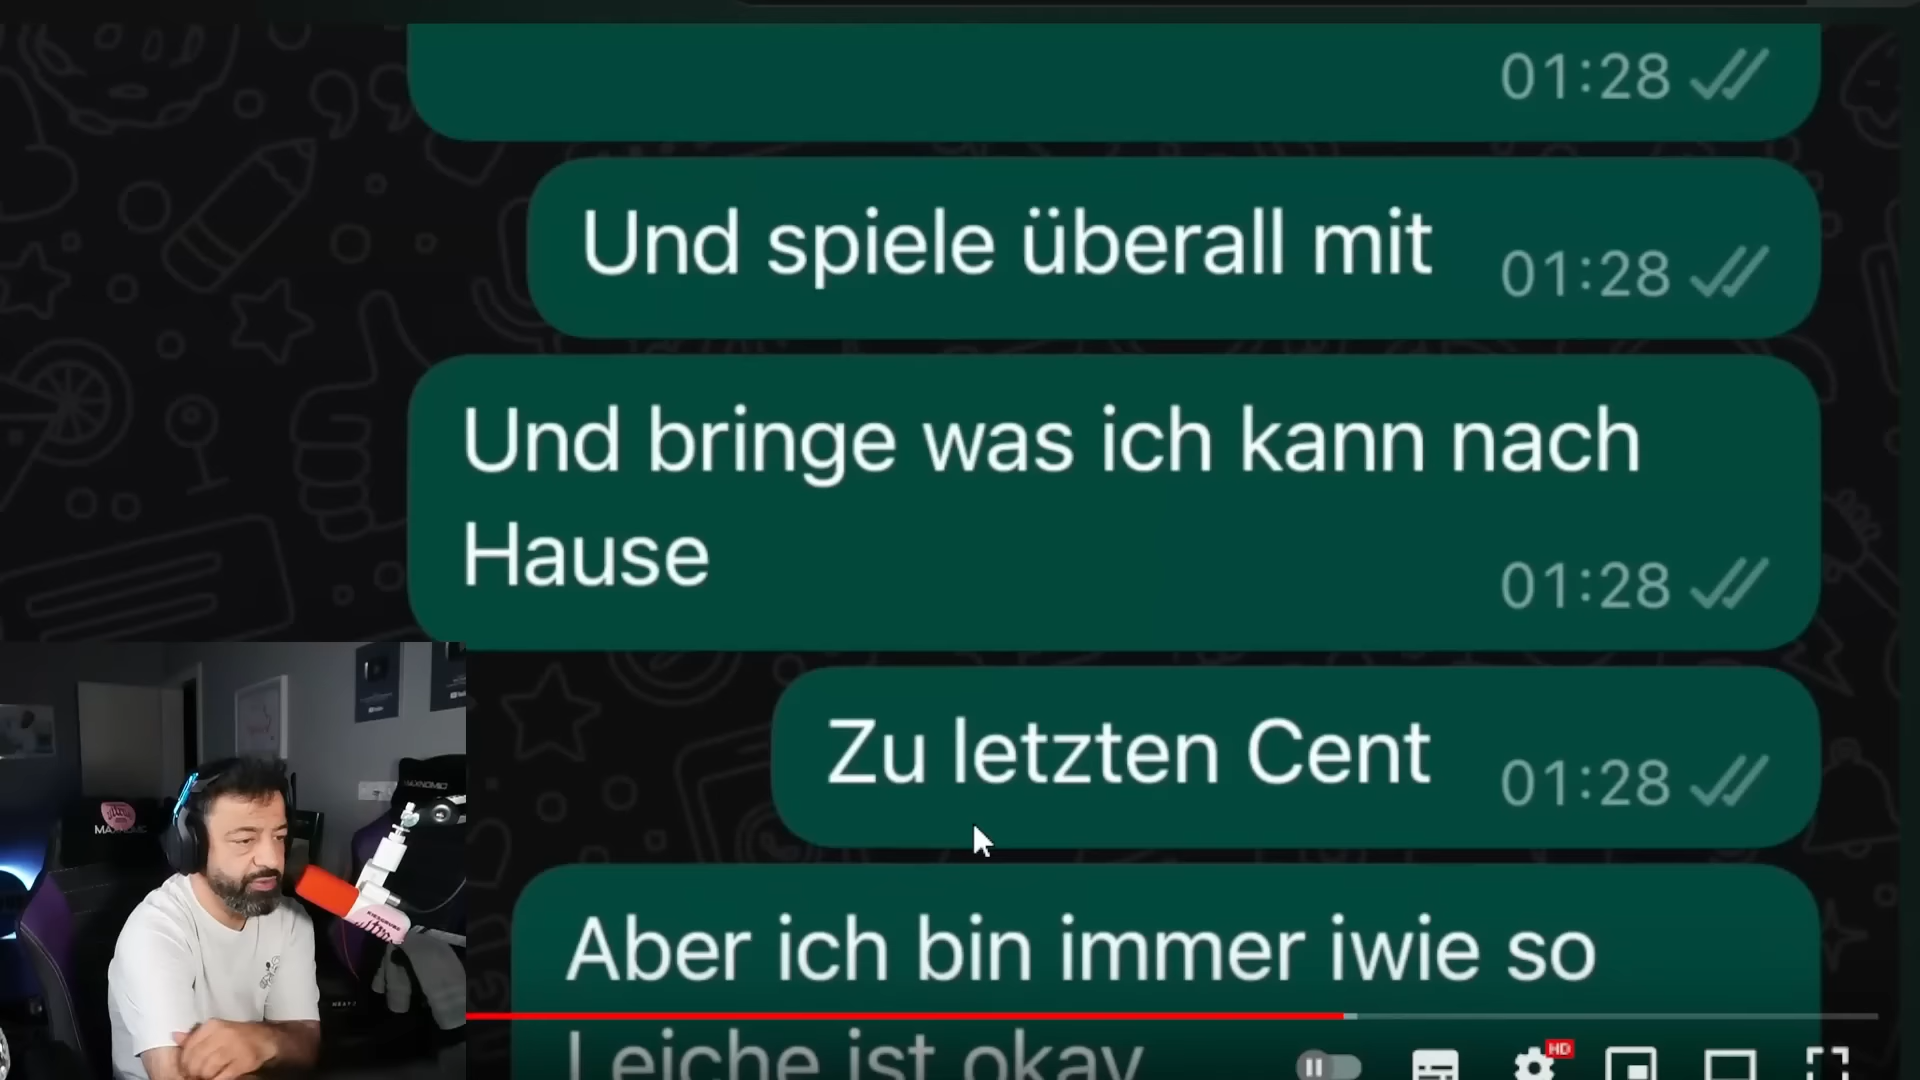 01:28
Und spiele überall mit
01:28
Und bringe was ich kann nach
Hause
01:28
Zu letzten Cent
01:28
Aber ich bin immer iwie so
Leiche ist okay
HD